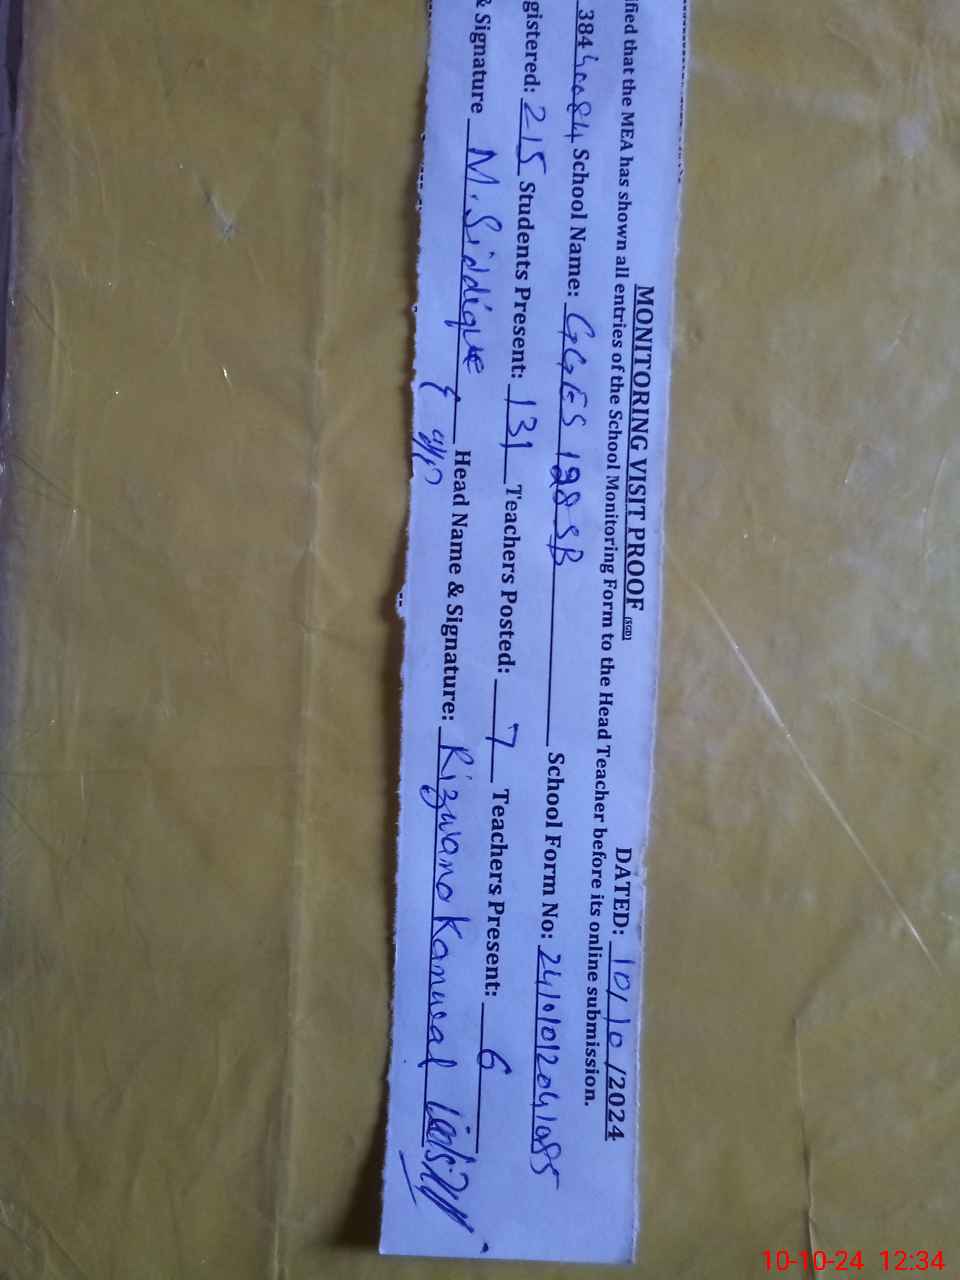 MONITORING VISIT PROOF (SGD) DATED: 10/10/2024
ified that the MEA has shown all entries of the School Monitoring Form to the Head Teacher before its online submission.
384 School Name: GGES 128 SB School Form No:
gistered: 215 Students Present: 131 Teachers Posted: 7 Teachers Present: 6
& Signature M. Siddique Head Name & Signature: Rizwana Kanwal
10-10-24 12:34